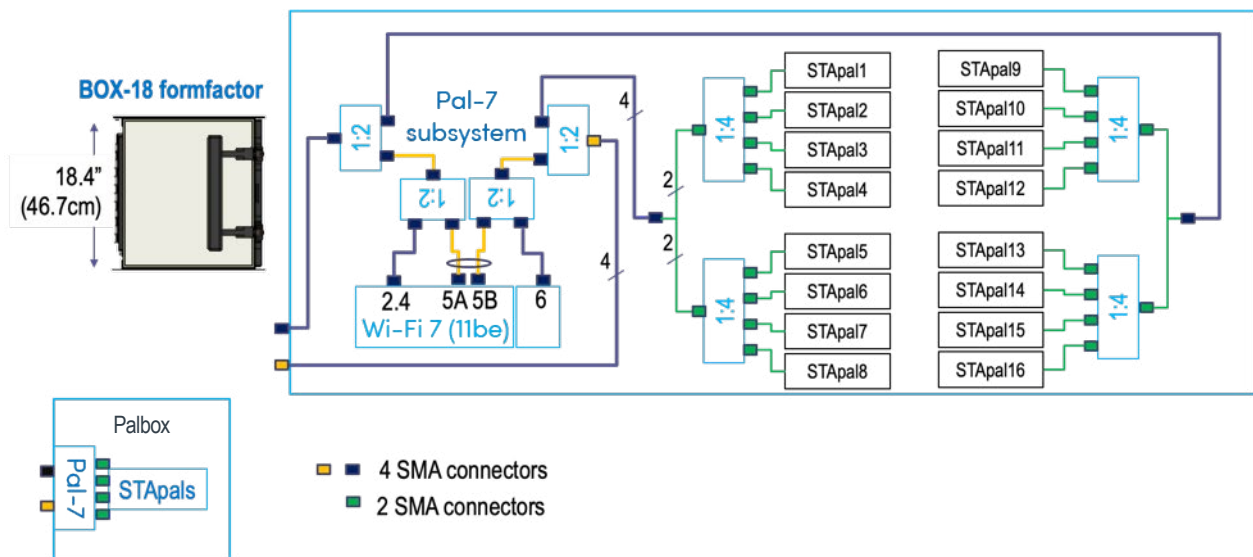 BOX-18 formfactor
18.4”
(46.7cm)
Pal-7
subsystem
1:2
1:2
1:2
1:2
4
4
2
2
2.4
5A
5B
6
Wi-Fi 7 (11be)
1:4
STApal1
STApal2
STApal3
STApal4
1:4
STApal5
STApal6
STApal7
STApal8
STApal9
STApal10
STApal11
STApal12
1:4
STApal13
STApal14
STApal15
STApal16
1:4
Palbox
Pal-7
STApals
4 SMA connectors
2 SMA connectors